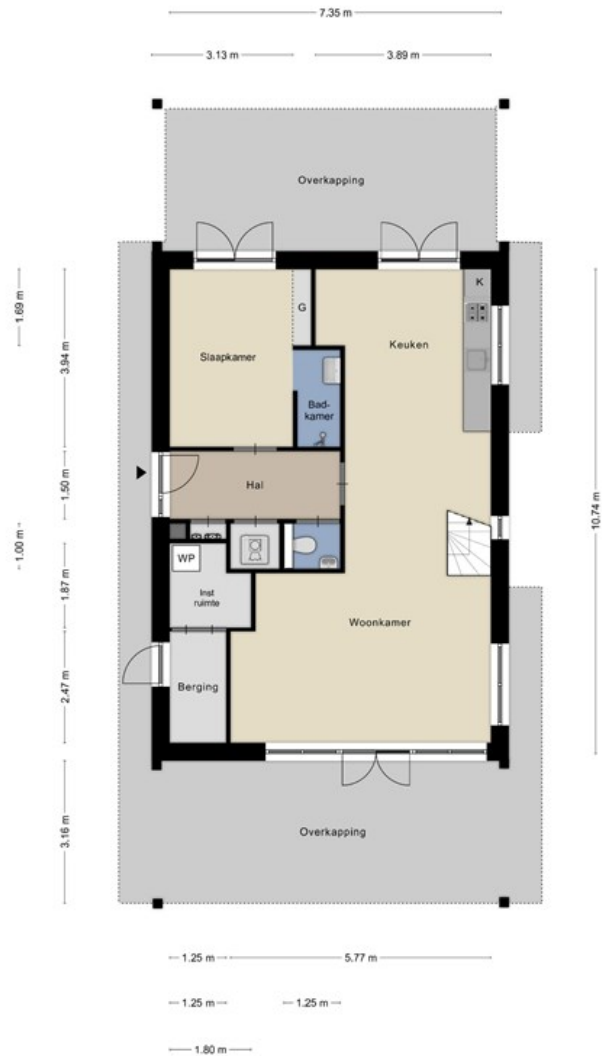 7.35 m
3.13 m
3.89 m
Overkapping
1.69 m
3.94 m
G
K
Keuken
Slaapkamer
Bad-
kamer
Hal
1.50 m
10.74 m
1.00 m
1.87 m
WP
Inst
ruimte
Woonkamer
2.47 m
Berging
3.16 m
Overkapping
1.25 m
5.77 m
1.25 m
1.25 m
1.80 m